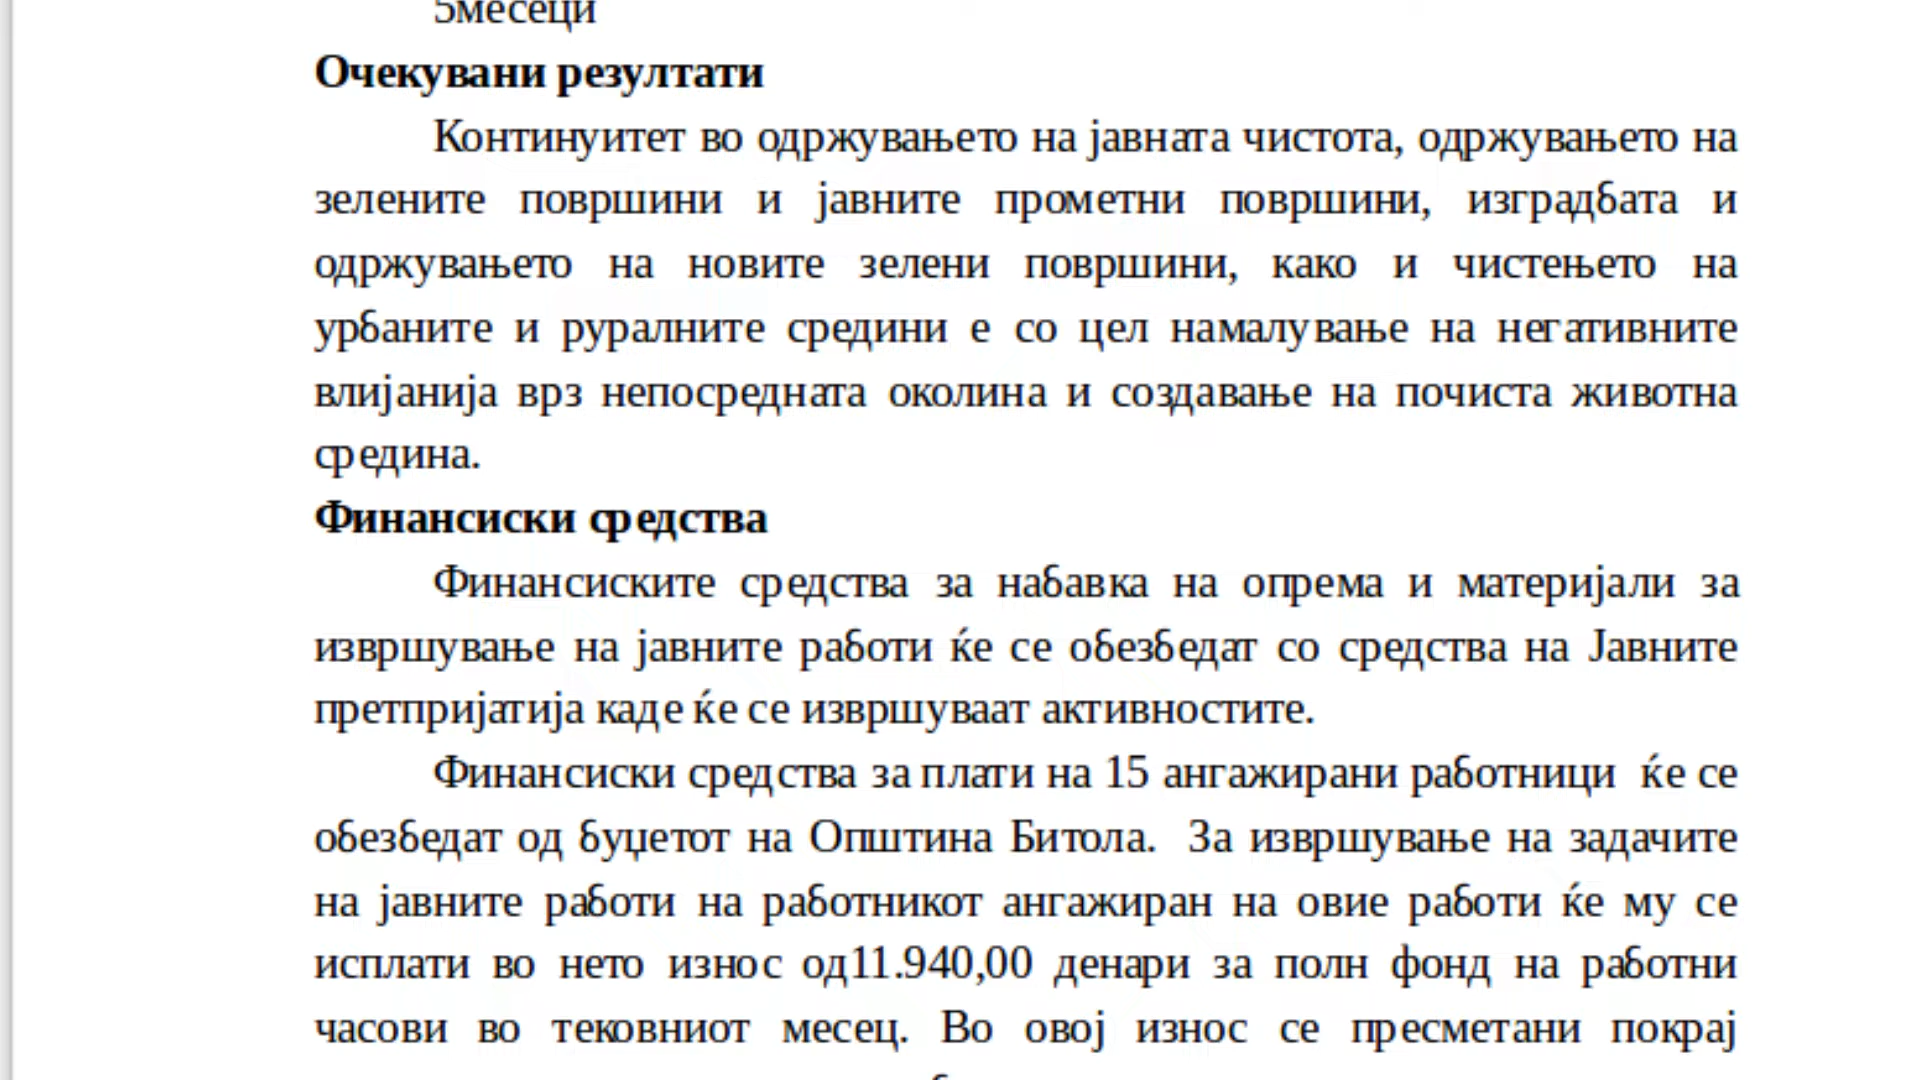 5месеци
Очекувани резултати
Континуитет во одржувањето на јавната чистота, одржувањето на
зелените површини и јавните прометни површини, изградбата и
одржувањето на новите зелени површини, како и чистењето на
урбаните и руралните средини е со цел намалување на негативните
влијанија врз непосредната околина и создавање на почиста животна
средина.
Финансиски средства
Финансиските средства за набавка на опрема и материјали за
извршување на јавните работи ќе се обезбедат со средства на Јавните
претпријатија каде ќе се извршуваат активностите.
Финансиски средства за плати на 15 ангажирани работници  ќе се
обезбедат од буџетот на Општина Битола.  За извршување на задачите
на јавните работи на работникот ангажиран на овие работи ќе му се
исплати во нето износ од11.940,00 денари за полн фонд на работни
часови во тековниот месец. Во овој износ се пресметани покрај